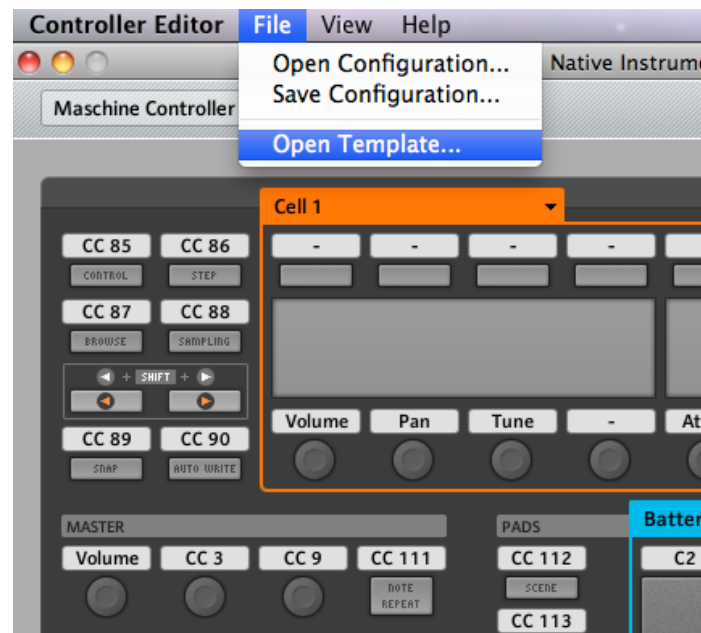 Controller Editor File View Help
Open Configuration... Native Instrum
Save Configuration...
Maschine Controller
Open Template...
Cell 1
CC 85 CC 86 - - - -
CONTROL STEP
CC 87 CC 88
BROWSE SAMPLING
+ SHIFT +
Volume Pan Tune - At
CC 89 CC 90
SNAP AUTO WRITE
MASTER PADS Batter
Volume CC 3 CC 9 CC 111 CC 112 C2
NOTE REPEAT SCENE
CC 113